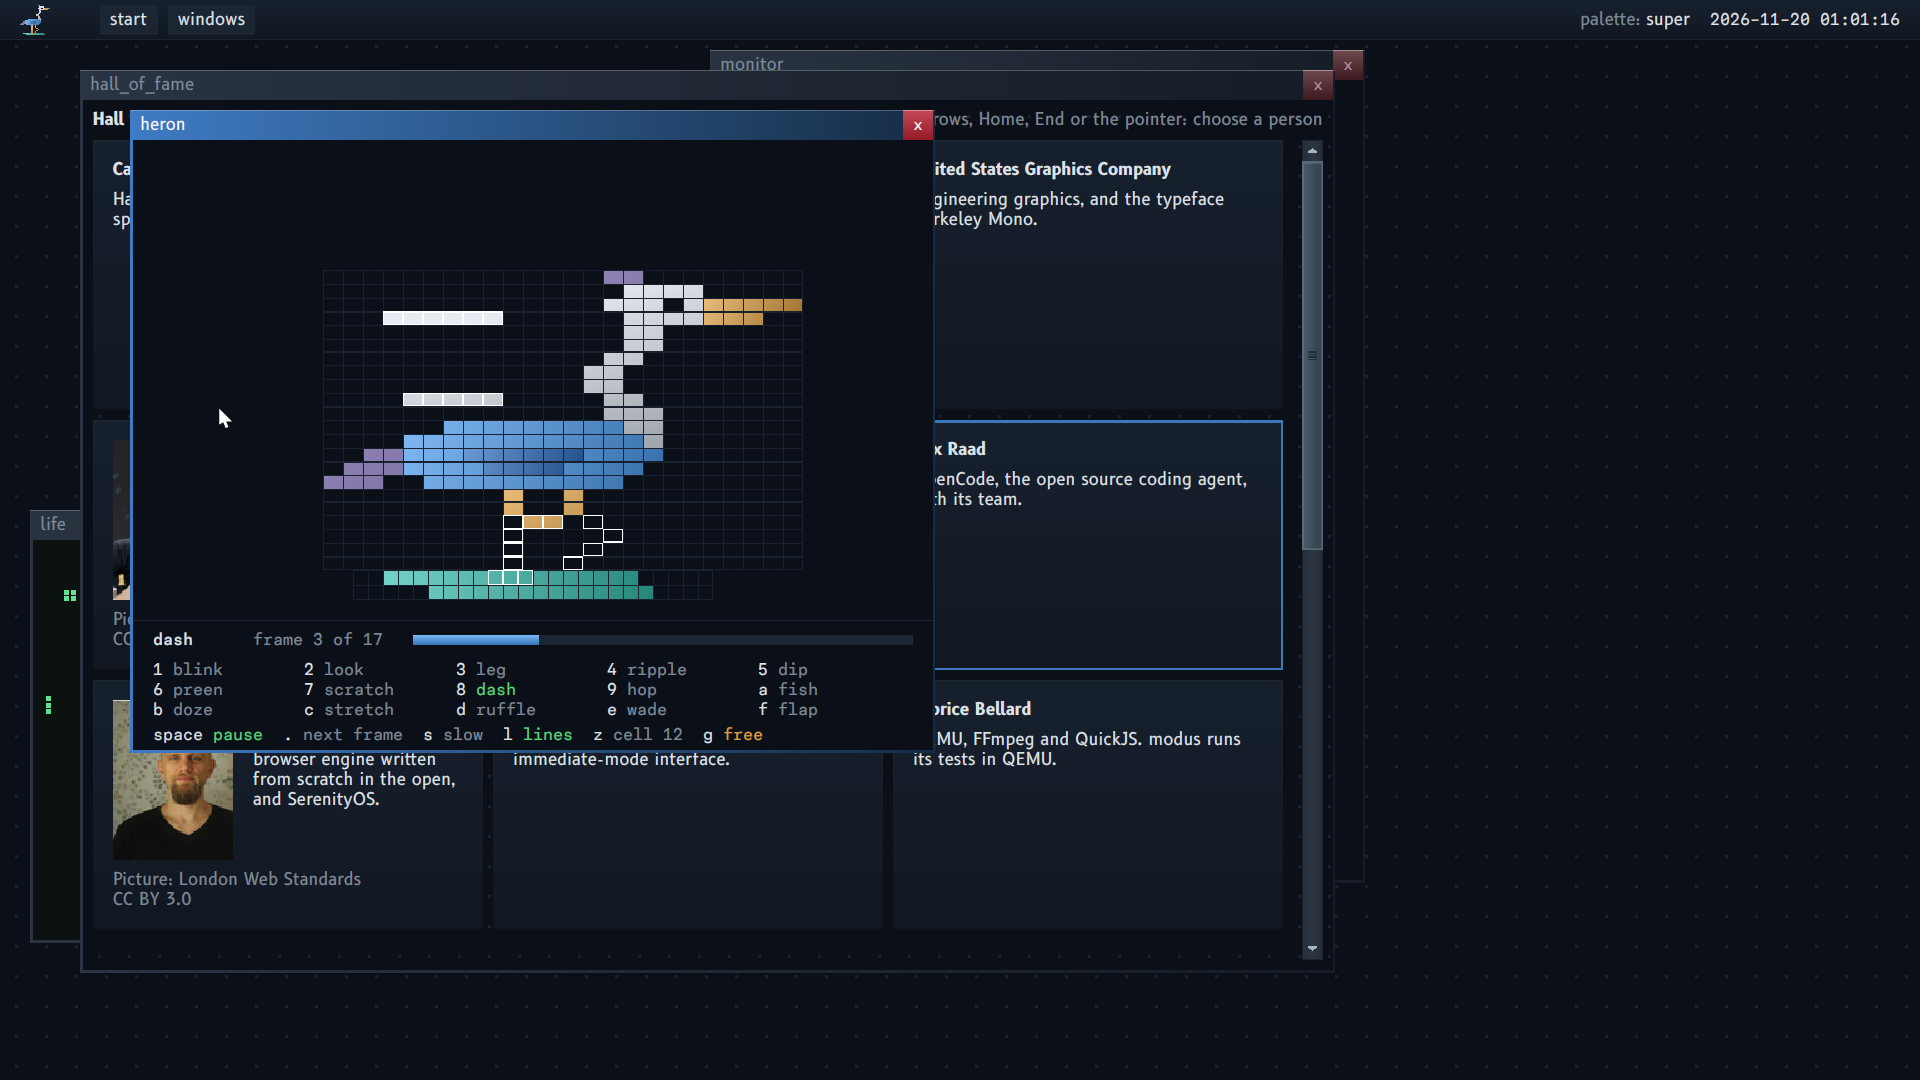 start windows palette: super 2026-11-20 01:01:16
monitor x
hall_of_fame x
Hall
rows, Home, End or the pointer: choose a person
heron x
ited States Graphics Company
gineering graphics, and the typeface
rkeley Mono.
x Raad
enCode, the open source coding agent,
h its team.
life
dash frame 3 of 17
1 blink 2 look 3 leg 4 ripple 5 dip
6 preen 7 scratch 8 dash 9 hop a fish
b doze c stretch d ruffle e wade f flap
space pause . next frame s slow l lines z cell 12 g free
browser engine written
from scratch in the open,
and SerenityOS.
Picture: London Web Standards
CC BY 3.0
immediate-mode interface.
brice Bellard
MU, FFmpeg and QuickJS. modus runs
its tests in QEMU.